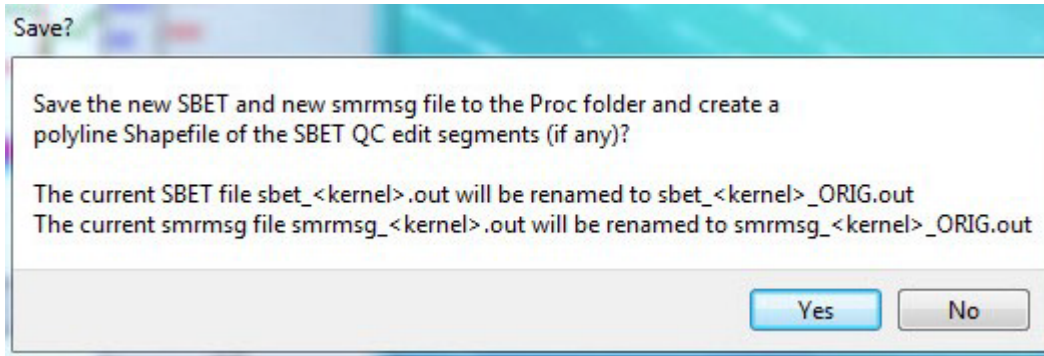 Save?
Save the new SBET and new smrmsg file to the Proc folder and create a
polyline Shapefile of the SBET QC edit segments (if any)?
The current SBET file sbet_<kernel>.out will be renamed to sbet_<kernel>_ORIG.out
The current smrmsg file smrmsg_<kernel>.out will be renamed to smrmsg_<kernel>_ORIG.out
Yes No